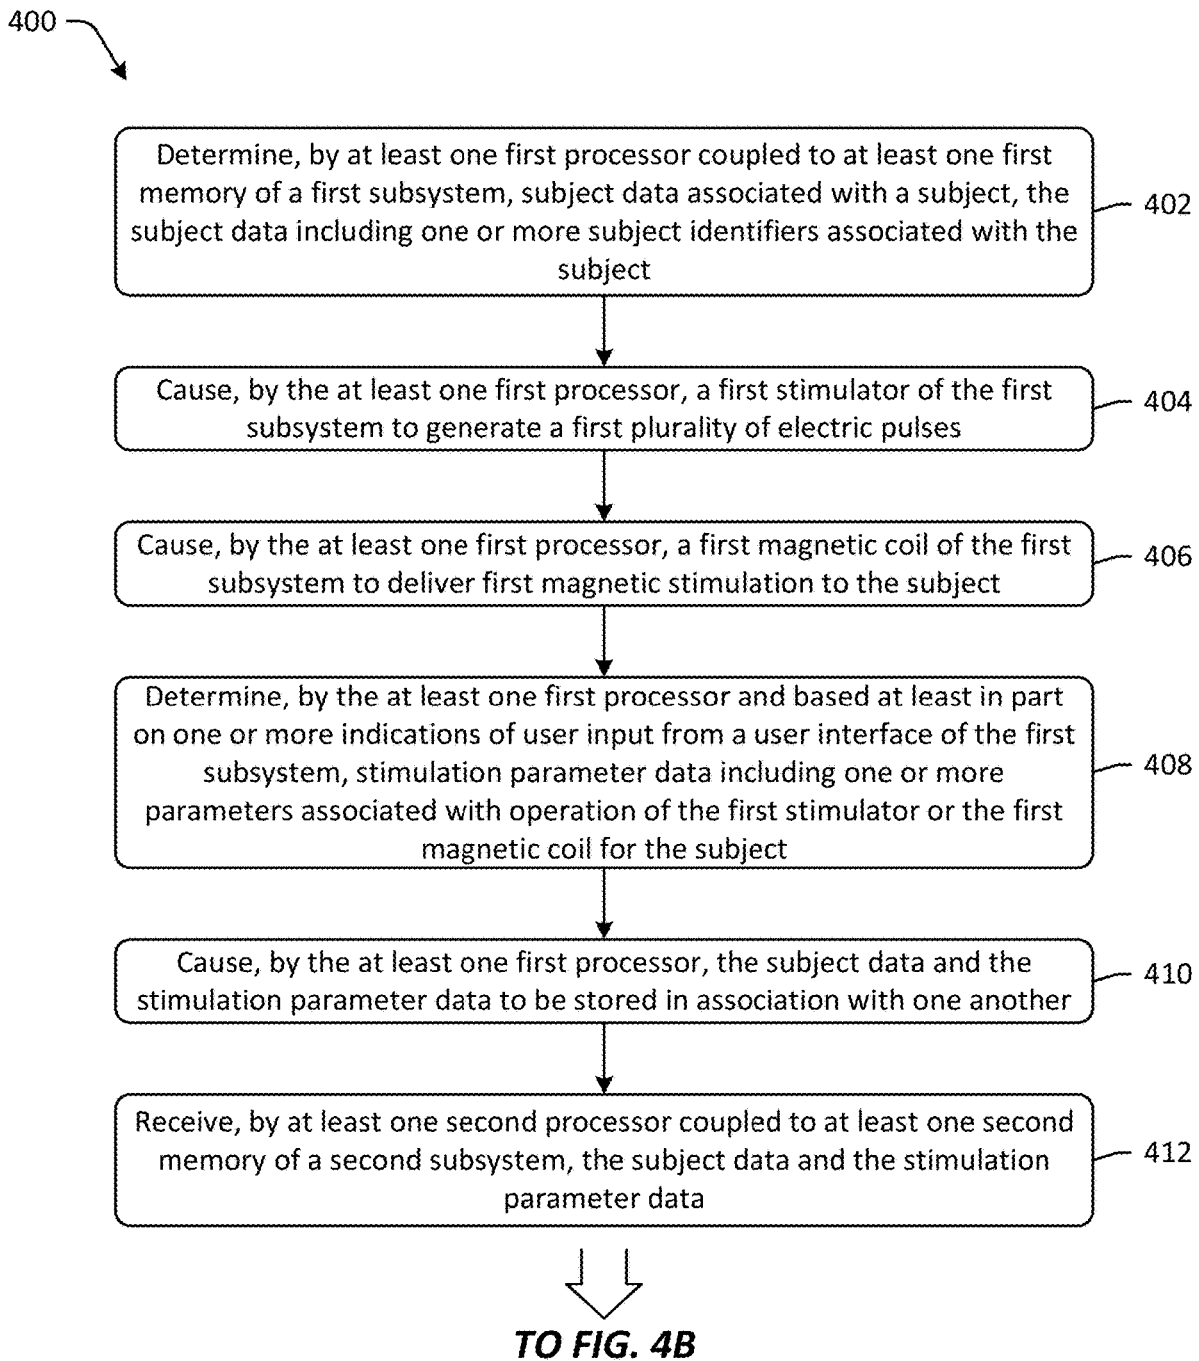 400
Determine, by at least one first processor coupled to at least one first
memory of a first subsystem, subject data associated with a subject, the
subject data including one or more subject identifiers associated with the
subject
402
Cause, by the at least one first processor, a first stimulator of the first
subsystem to generate a first plurality of electric pulses
404
Cause, by the at least one first processor, a first magnetic coil of the first
subsystem to deliver first magnetic stimulation to the subject
406
Determine, by the at least one first processor and based at least in part
on one or more indications of user input from a user interface of the first
subsystem, stimulation parameter data including one or more
parameters associated with operation of the first stimulator or the first
magnetic coil for the subject
408
Cause, by the at least one first processor, the subject data and the
stimulation parameter data to be stored in association with one another
410
Receive, by at least one second processor coupled to at least one second
memory of a second subsystem, the subject data and the stimulation
parameter data
412
TO FIG. 4B